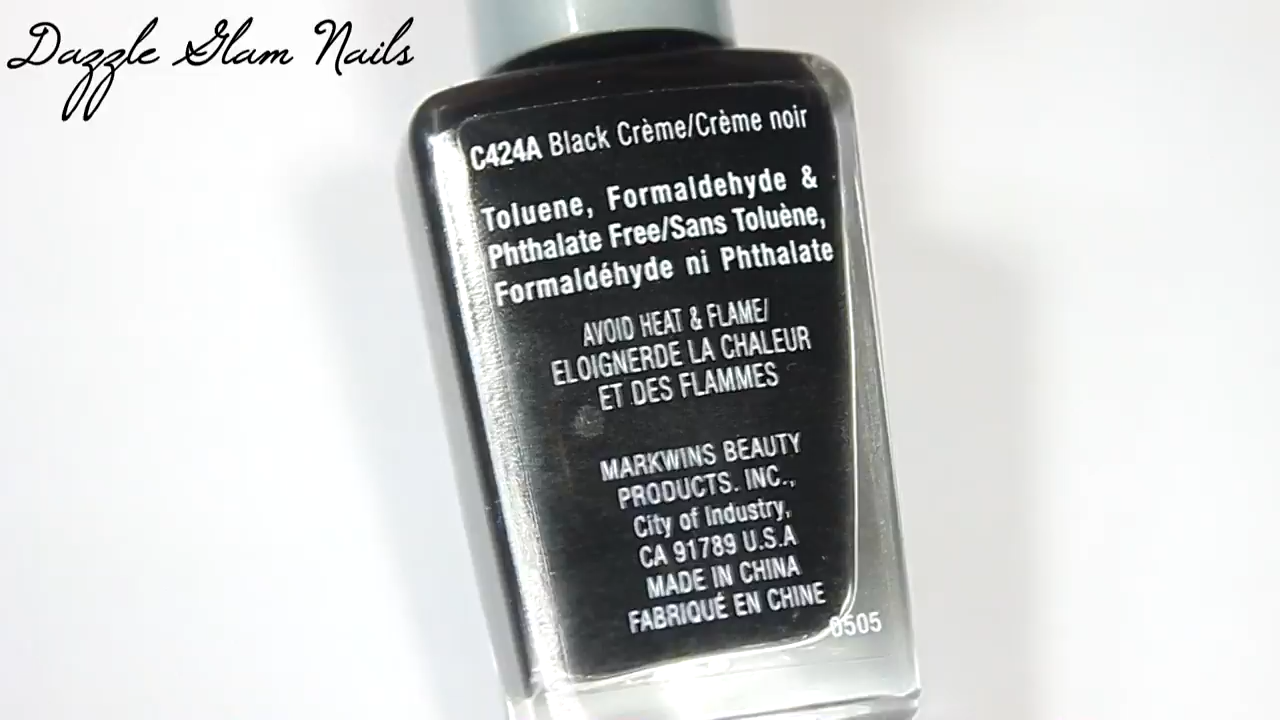 Dazzle Glam Nails
C424A Black Crème/Crème noir
Toluene, Formaldehyde &
Phthalate Free/Sans Toluène,
Formaldéhyde ni Phthalate
AVOID HEAT & FLAME/
ELOIGNERDE LA CHALEUR
ET DES FLAMMES
MARKWINS BEAUTY
PRODUCTS. INC.,
City of Industry,
CA 91789 U.S.A
MADE IN CHINA
FABRIQUÉ EN CHINE
0505